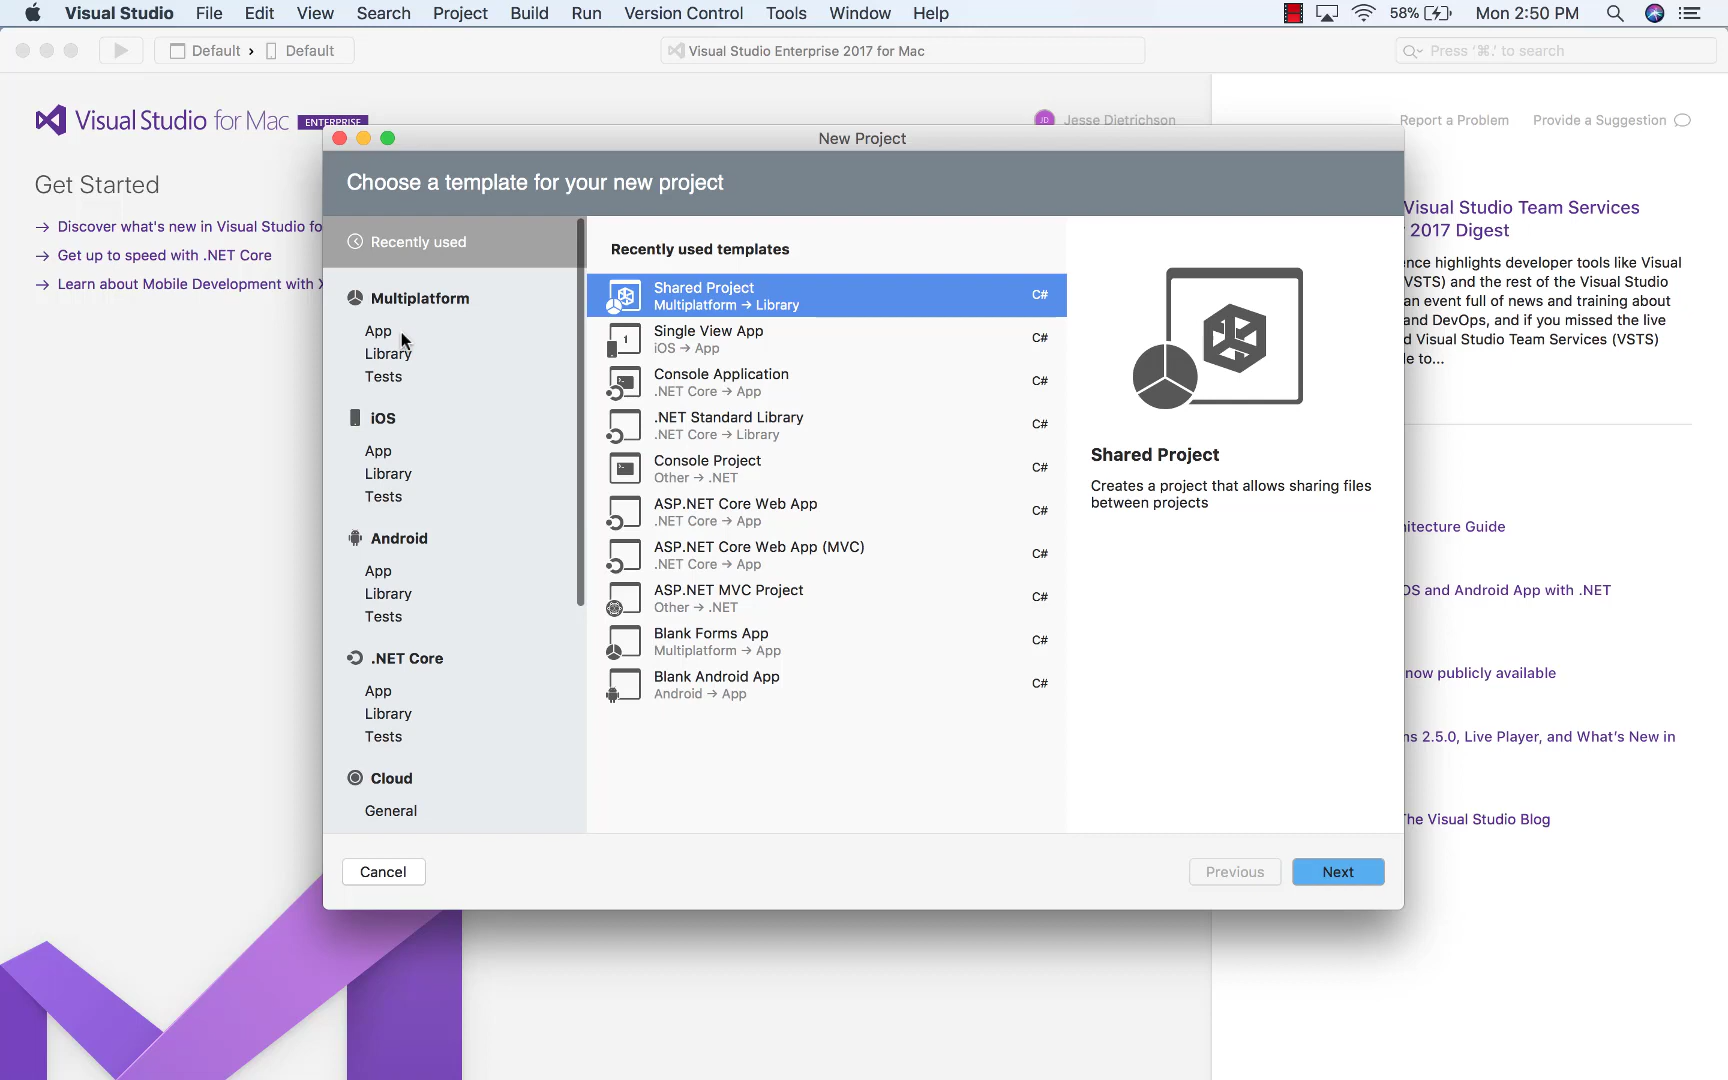 Visual Studio File Edit View Search Project Build Run Version Control Tools Window Help 58% Mon 2:50 PM
Default › Default
Visual Studio Enterprise 2017 for Mac
Press '⌘.' to search
Visual Studio for Mac ENTERPRISE
JD Jesse Dietrichson
Report a Problem Provide a Suggestion
Get Started
→ Discover what's new in Visual Studio fo
→ Get up to speed with .NET Core
→ Learn about Mobile Development with X
New Project
Choose a template for your new project
Recently used
Multiplatform
App
Library
Tests
iOS
App
Library
Tests
Android
App
Library
Tests
.NET Core
App
Library
Tests
Cloud
General
Recently used templates
Shared Project
Multiplatform → Library
C#
Single View App
iOS → App
C#
Console Application
.NET Core → App
C#
.NET Standard Library
.NET Core → Library
C#
Console Project
Other → .NET
C#
ASP.NET Core Web App
.NET Core → App
C#
ASP.NET Core Web App (MVC)
.NET Core → App
C#
ASP.NET MVC Project
Other → .NET
C#
Blank Forms App
Multiplatform → App
C#
Blank Android App
Android → App
C#
Shared Project
Creates a project that allows sharing files
between projects
Cancel
Previous
Next
Visual Studio Team Services
2017 Digest
nce highlights developer tools like Visual
VSTS) and the rest of the Visual Studio
an event full of news and training about
and DevOps, and if you missed the live
d Visual Studio Team Services (VSTS)
le to...
itecture Guide
OS and Android App with .NET
now publicly available
ns 2.5.0, Live Player, and What's New in
The Visual Studio Blog